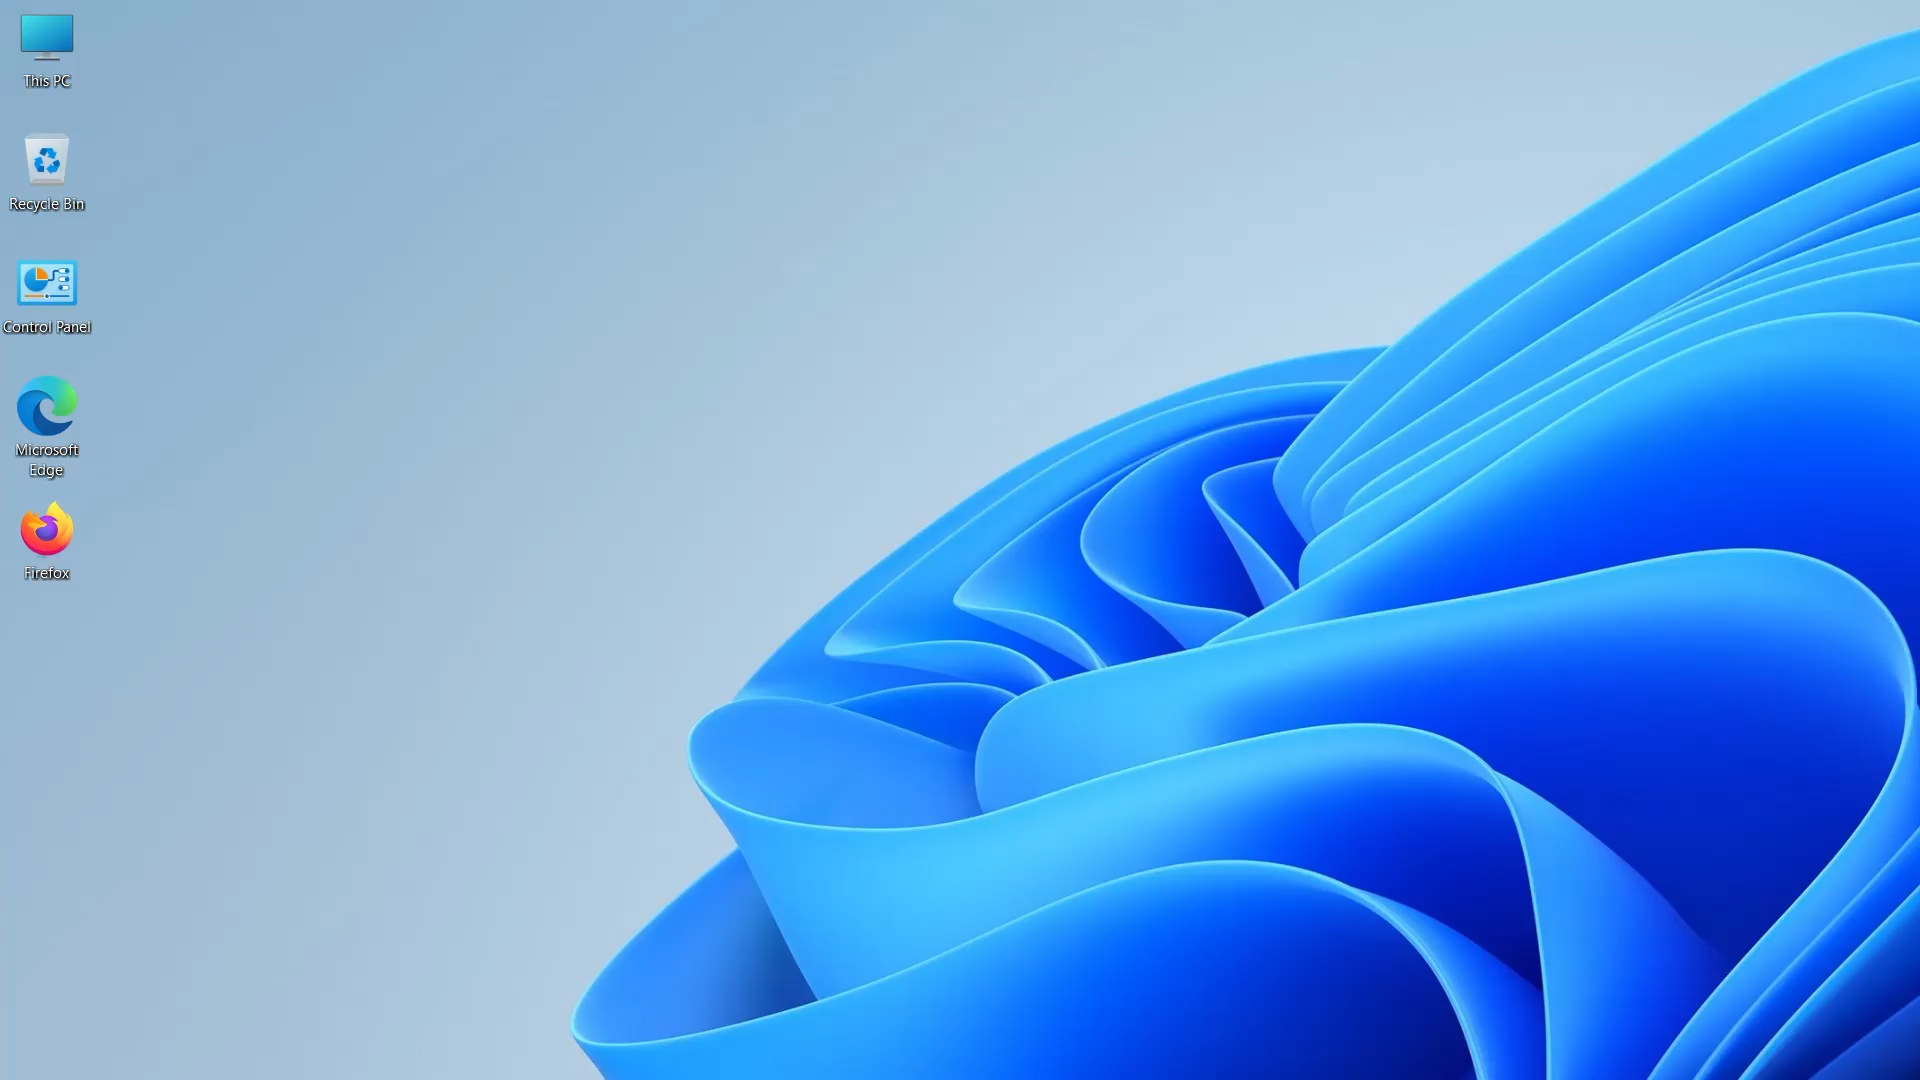 This PC
Recycle Bin
Control Panel
Microsoft
Edge
Firefox